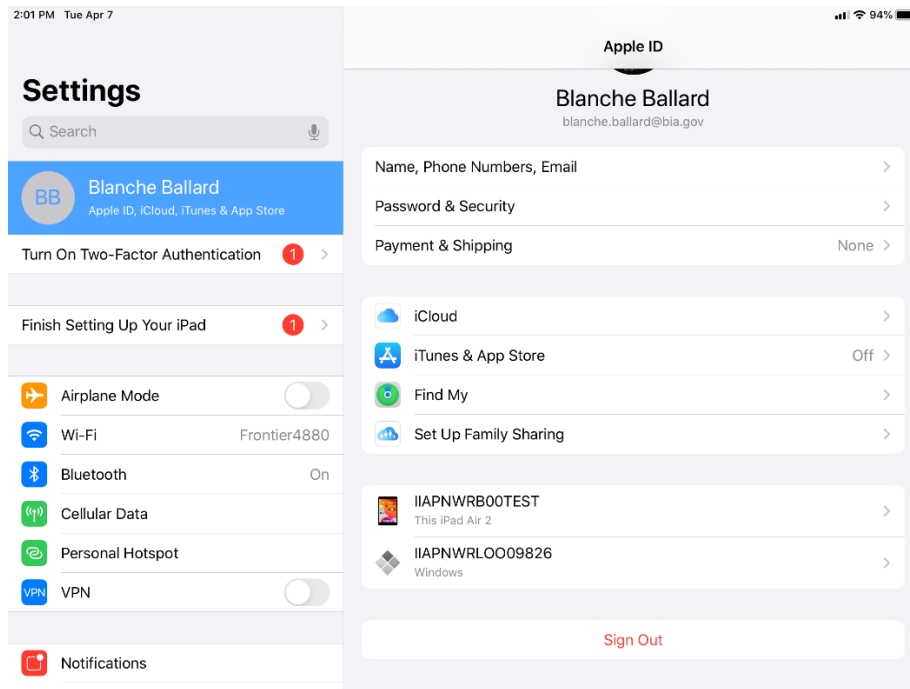 2:01 PM Tue Apr 7
94%
Settings
Search
BB
Blanche Ballard
Apple ID, iCloud, iTunes & App Store
Turn On Two-Factor Authentication 1
Finish Setting Up Your iPad 1
Airplane Mode
Wi-Fi Frontier4880
Bluetooth On
Cellular Data
Personal Hotspot
VPN VPN
Notifications
Apple ID
Blanche Ballard
blanche.ballard@bia.gov
Name, Phone Numbers, Email
Password & Security
Payment & Shipping None
iCloud
iTunes & App Store Off
Find My
Set Up Family Sharing
IIAPNWRB00TEST
This iPad Air 2
IIAPNWRLOO09826
Windows
Sign Out